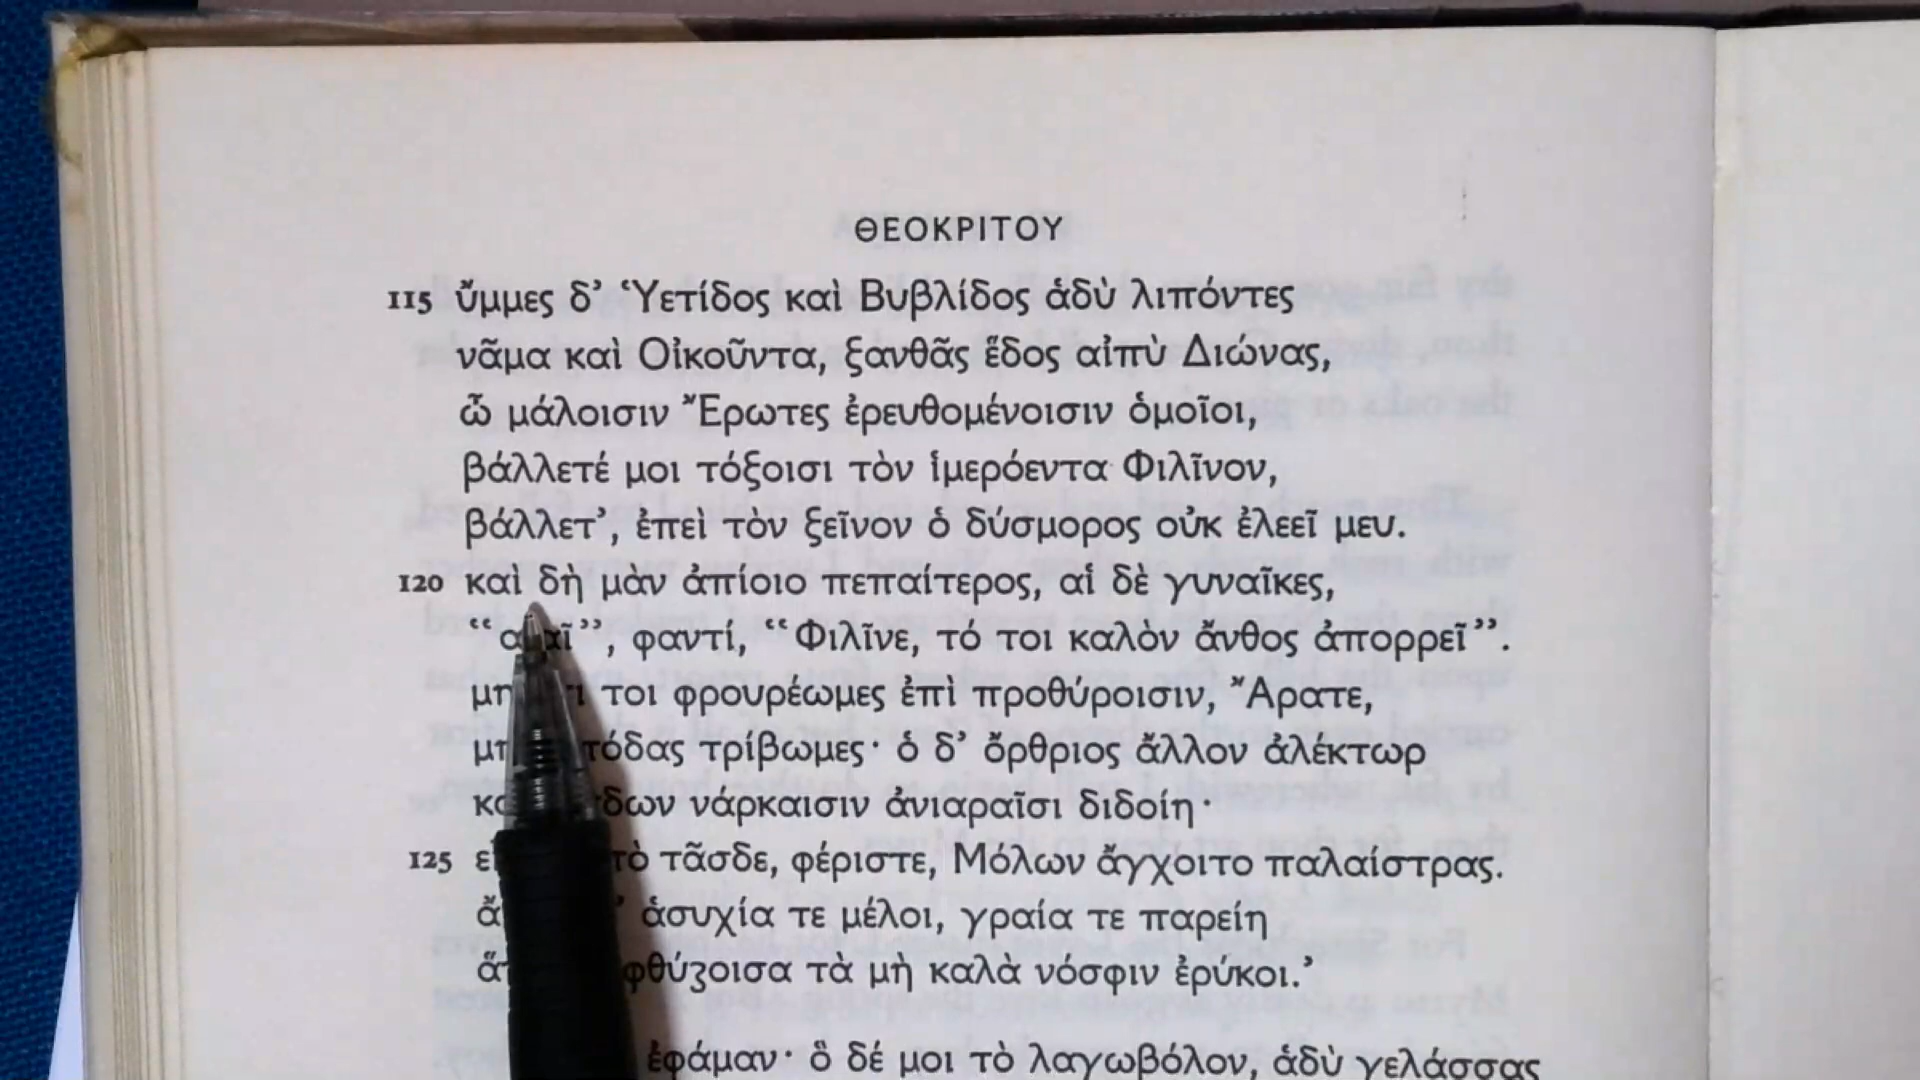 ΘΕΟΚΡΙΤΟΥ
115 ὔμμες δ’ Ὑετίδος καὶ Βυβλίδος ἁδὺ λιπόντες
νᾶμα καὶ Οἰκοῦντα, ξανθᾶς ἕδος αἰπὺ Διώνας,
ὦ μάλοισιν Ἔρωτες ἐρευθομένοισιν ὁμοῖοι,
βάλλετέ μοι τόξοισι τὸν ἱμερόεντα Φιλῖνον,
βάλλετ’, ἐπεὶ τὸν ξεῖνον ὁ δύσμορος οὐκ ἐλεεῖ μευ.
120 καὶ δὴ μὰν ἀπίοιο πεπαίτερος, αἱ δὲ γυναῖκες,
φαντί, “Φιλῖνε, τό τοι καλὸν ἄνθος ἀπορρεῖ”.
τοι φρουρέωμες ἐπὶ προθύροισιν, Ἄρατε,
τρίβωμες· ὁ δ’ ὄρθριος ἄλλον ἀλέκτωρ
νάρκαισιν ἀνιαραῖσι διδοίη·
125 τᾶσδε, φέριστε, Μόλων ἄγχοιτο παλαίστρας.
ἁσυχία τε μέλοι, γραία τε παρείη
τὰ μὴ καλὰ νόσφιν ἐρύκοι.’
ἐφάμαν· ὃ δέ μοι τὸ λαγωβόλον, ἁδὺ γελάσσας